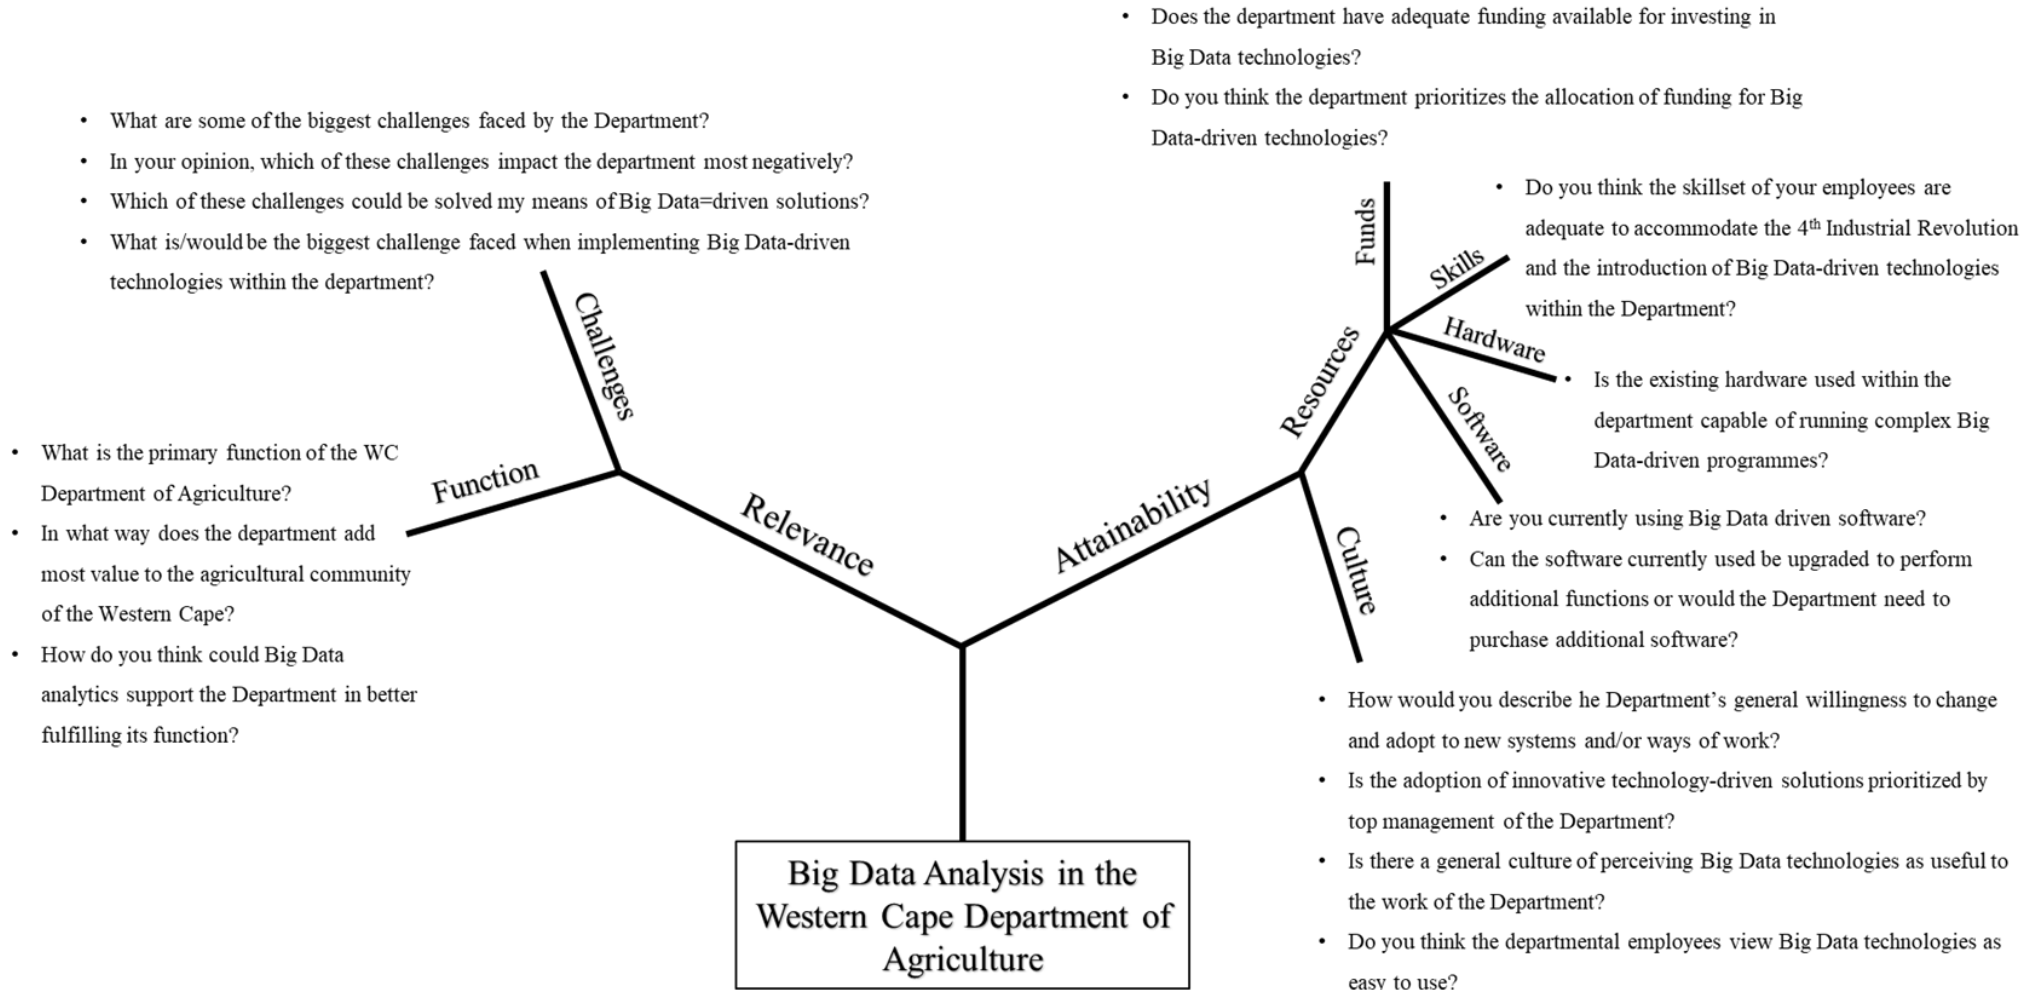 • Does the department have adequate funding available for investing in
Big Data technologies?
• Do you think the department prioritizes the allocation of funding for Big
Data-driven technologies?
• What are some of the biggest challenges faced by the Department?
• In your opinion, which of these challenges impact the department most negatively?
• Which of these challenges could be solved my means of Big Data=driven solutions?
• What is/would be the biggest challenge faced when implementing Big Data-driven
technologies within the department?
Challenges
• What is the primary function of the WC
Department of Agriculture?
• In what way does the department add
most value to the agricultural community
of the Western Cape?
• How do you think could Big Data
analytics support the Department in better
fulfilling its function?
Function
Relevance
Attainability
Resources
Funds
Skills
• Do you think the skillset of your employees are
adequate to accommodate the 4th Industrial Revolution
and the introduction of Big Data-driven technologies
within the Department?
Hardware
• Is the existing hardware used within the
department capable of running complex Big
Data-driven programmes?
Software
• Are you currently using Big Data driven software?
• Can the software currently used be upgraded to perform
additional functions or would the Department need to
purchase additional software?
Culture
• How would you describe he Department's general willingness to change
and adopt to new systems and/or ways of work?
• Is the adoption of innovative technology-driven solutions prioritized by
top management of the Department?
• Is there a general culture of perceiving Big Data technologies as useful to
the work of the Department?
• Do you think the departmental employees view Big Data technologies as
easy to use?
Big Data Analysis in the
Western Cape Department of
Agriculture